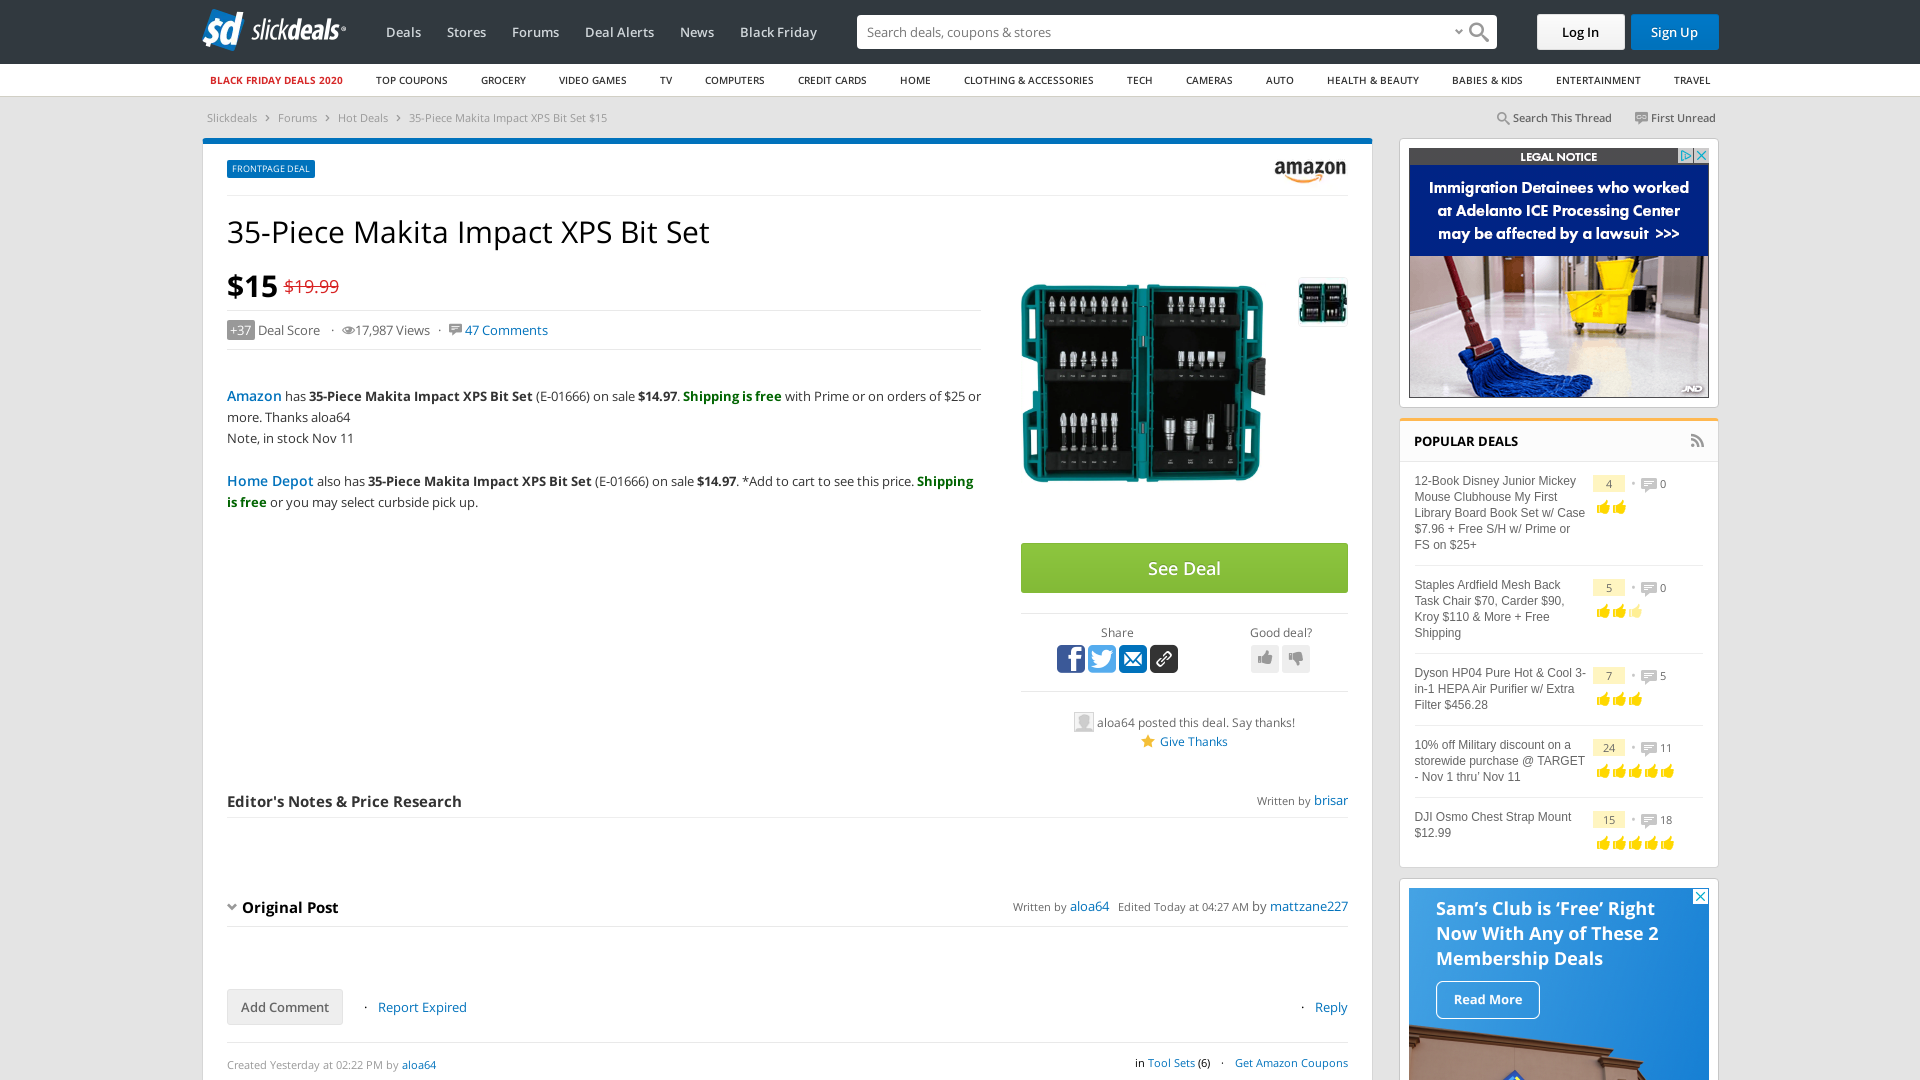 sd slickdeals
Deals Stores Forums Deal Alerts News Black Friday Search deals, coupons & stores Log In Sign Up
BLACK FRIDAY DEALS 2020 TOP COUPONS GROCERY VIDEO GAMES TV COMPUTERS CREDIT CARDS HOME CLOTHING & ACCESSORIES TECH CAMERAS AUTO HEALTH & BEAUTY BABIES & KIDS ENTERTAINMENT TRAVEL
Slickdeals > Forums > Hot Deals > 35-Piece Makita Impact XPS Bit Set $15
Search This Thread First Unread
FRONTPAGE DEAL
amazon
35-Piece Makita Impact XPS Bit Set
$15 $19.99
+37 Deal Score · 17,987 Views · 47 Comments
Amazon has 35-Piece Makita Impact XPS Bit Set (E-01666) on sale $14.97. Shipping is free with Prime or on orders of $25 or
more. Thanks aloa64
Note, in stock Nov 11
Home Depot also has 35-Piece Makita Impact XPS Bit Set (E-01666) on sale $14.97. *Add to cart to see this price. Shipping
is free or you may select curbside pick up.
See Deal
Share Good deal?
aloa64 posted this deal. Say thanks!
Give Thanks
Editor's Notes & Price Research Written by brisar
Original Post Written by aloa64 Edited Today at 04:27 AM by mattzane227
Add Comment · Report Expired · Reply
Created Yesterday at 02:22 PM by aloa64 in Tool Sets (6) · Get Amazon Coupons
LEGAL NOTICE
Immigration Detainees who worked
at Adelanto ICE Processing Center
may be affected by a lawsuit >>>
JND
POPULAR DEALS
12-Book Disney Junior Mickey
Mouse Clubhouse My First
Library Board Book Set w/ Case
$7.96 + Free S/H w/ Prime or
FS on $25+
4 • 0
Staples Ardfield Mesh Back
Task Chair $70, Carder $90,
Kroy $110 & More + Free
Shipping
5 • 0
Dyson HP04 Pure Hot & Cool 3-
in-1 HEPA Air Purifier w/ Extra
Filter $456.28
7 • 5
10% off Military discount on a
storewide purchase @ TARGET
- Nov 1 thru' Nov 11
24 • 11
DJI Osmo Chest Strap Mount
$12.99
15 • 18
Sam's Club is ‘Free’ Right
Now With Any of These 2
Membership Deals
Read More